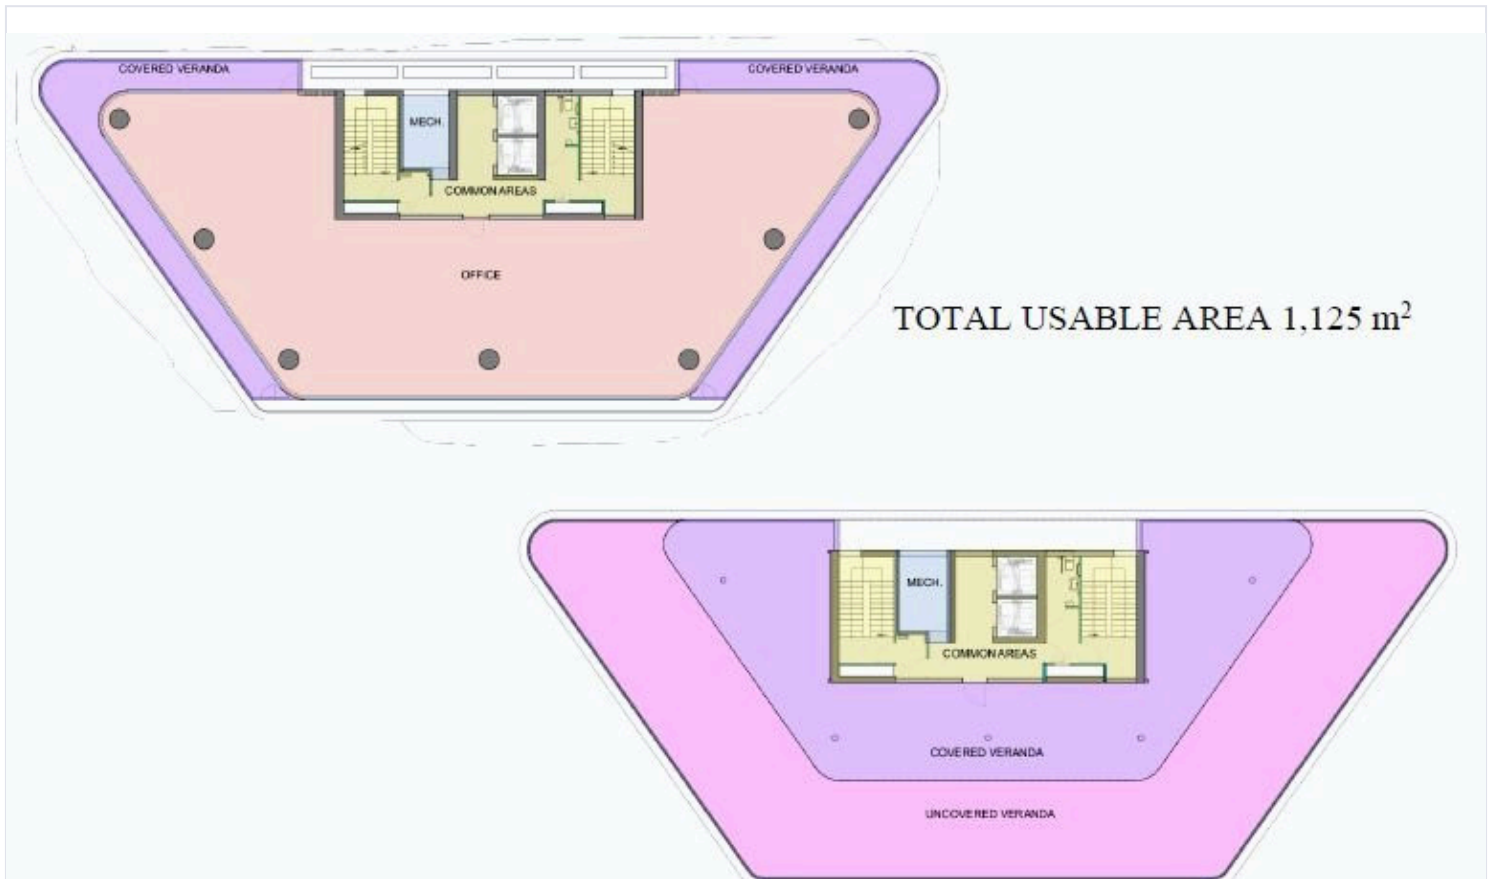 COVERED VERANDA
COVERED VERANDA
MECH.
COMMON AREAS
OFFICE
TOTAL USABLE AREA 1,125 m²
MECH.
COMMON AREAS
COVERED VERANDA
UNCOVERED VERANDA